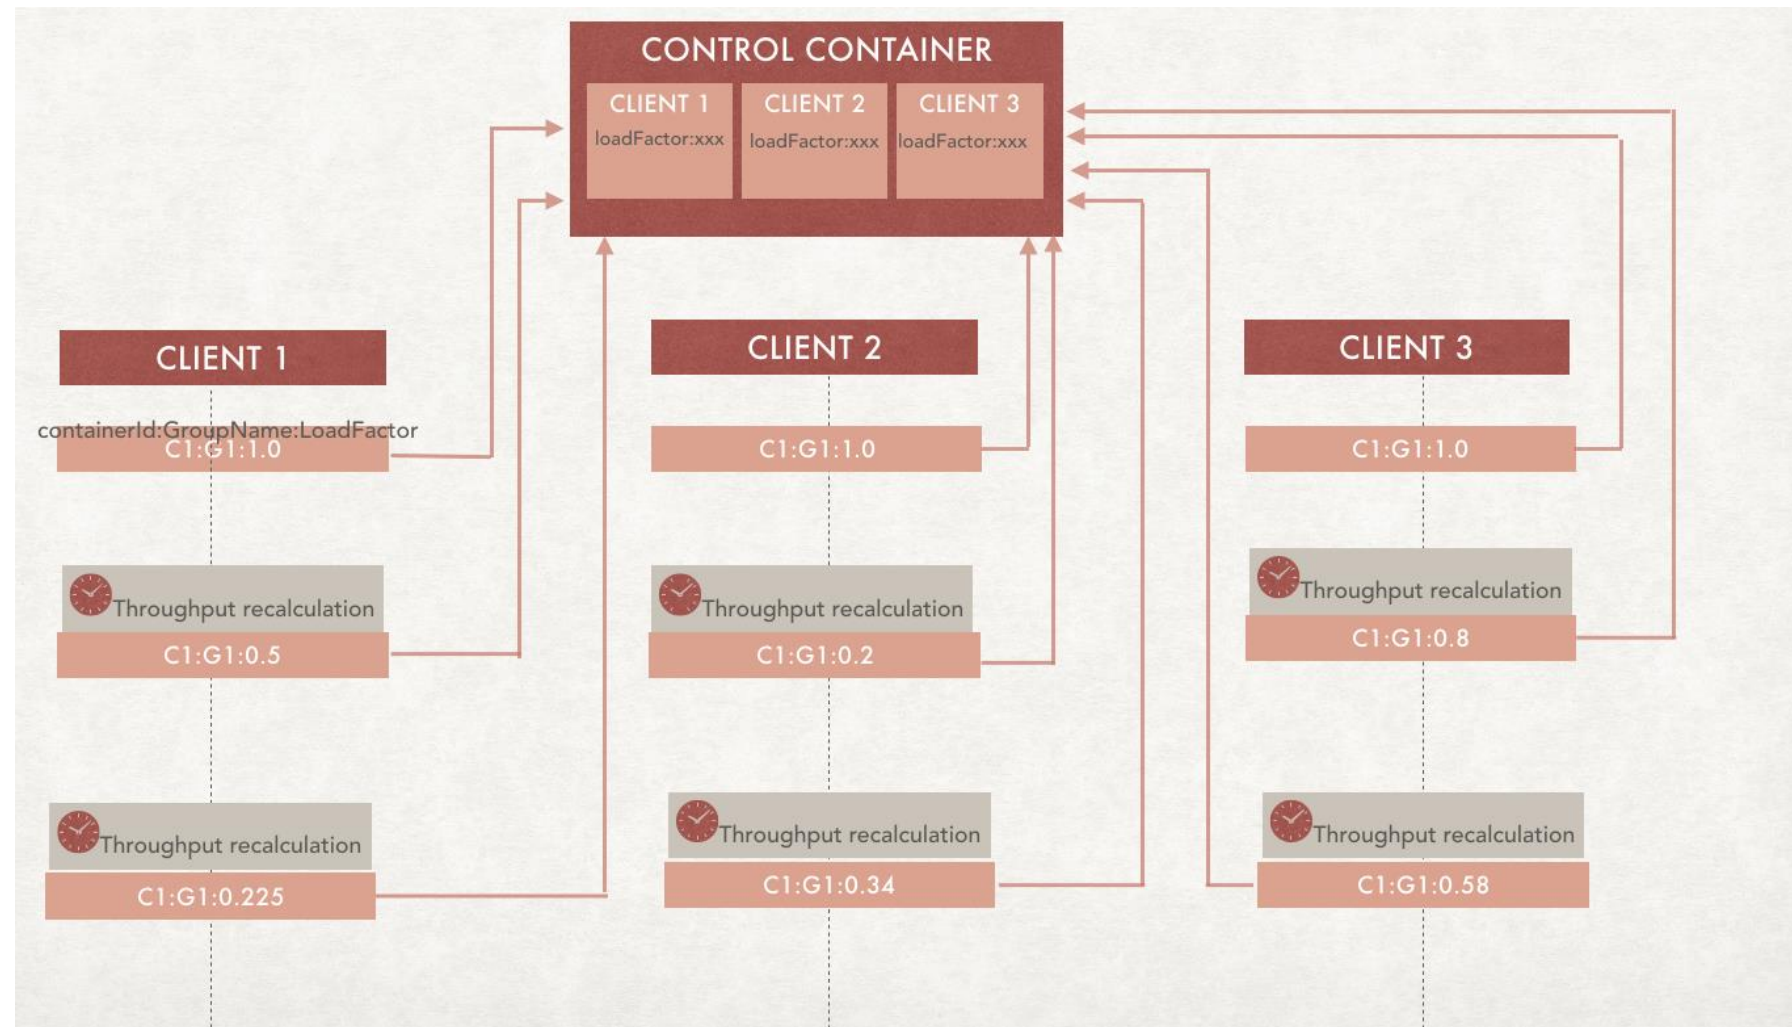 CONTROL CONTAINER
CLIENT 1
loadFactor:xxx
CLIENT 2
loadFactor:xxx
CLIENT 3
loadFactor:xxx
CLIENT 1
containerId:GroupName:LoadFactor
C1:G1:1.0
Throughput recalculation
C1:G1:0.5
Throughput recalculation
C1:G1:0.225
CLIENT 2
C1:G1:1.0
Throughput recalculation
C1:G1:0.2
Throughput recalculation
C1:G1:0.34
CLIENT 3
C1:G1:1.0
Throughput recalculation
C1:G1:0.8
Throughput recalculation
C1:G1:0.58